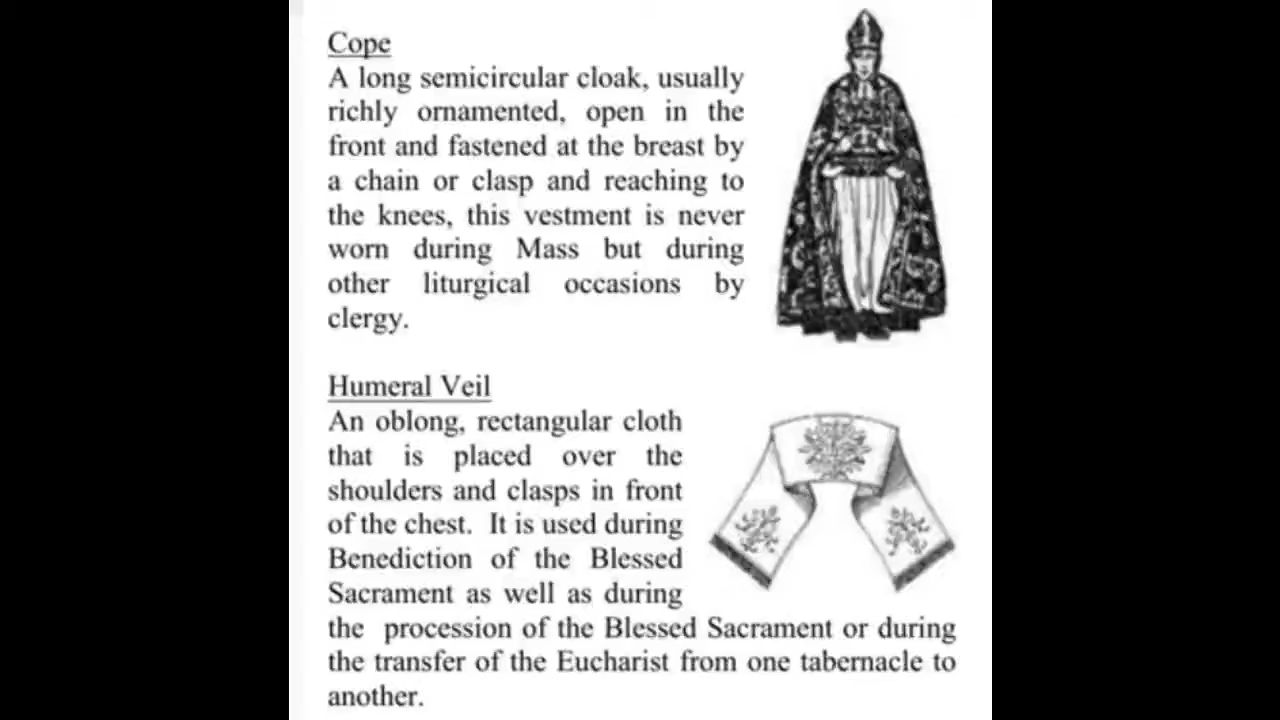 Cope
A long semicircular cloak, usually
richly ornamented, open in the
front and fastened at the breast by
a chain or clasp and reaching to
the knees, this vestment is never
worn during Mass but during
other liturgical occasions by
clergy.
Humeral Veil
An oblong, rectangular cloth
that is placed over the
shoulders and clasps in front
of the chest. It is used during
Benediction of the Blessed
Sacrament as well as during
the procession of the Blessed Sacrament or during
the transfer of the Eucharist from one tabernacle to
another.